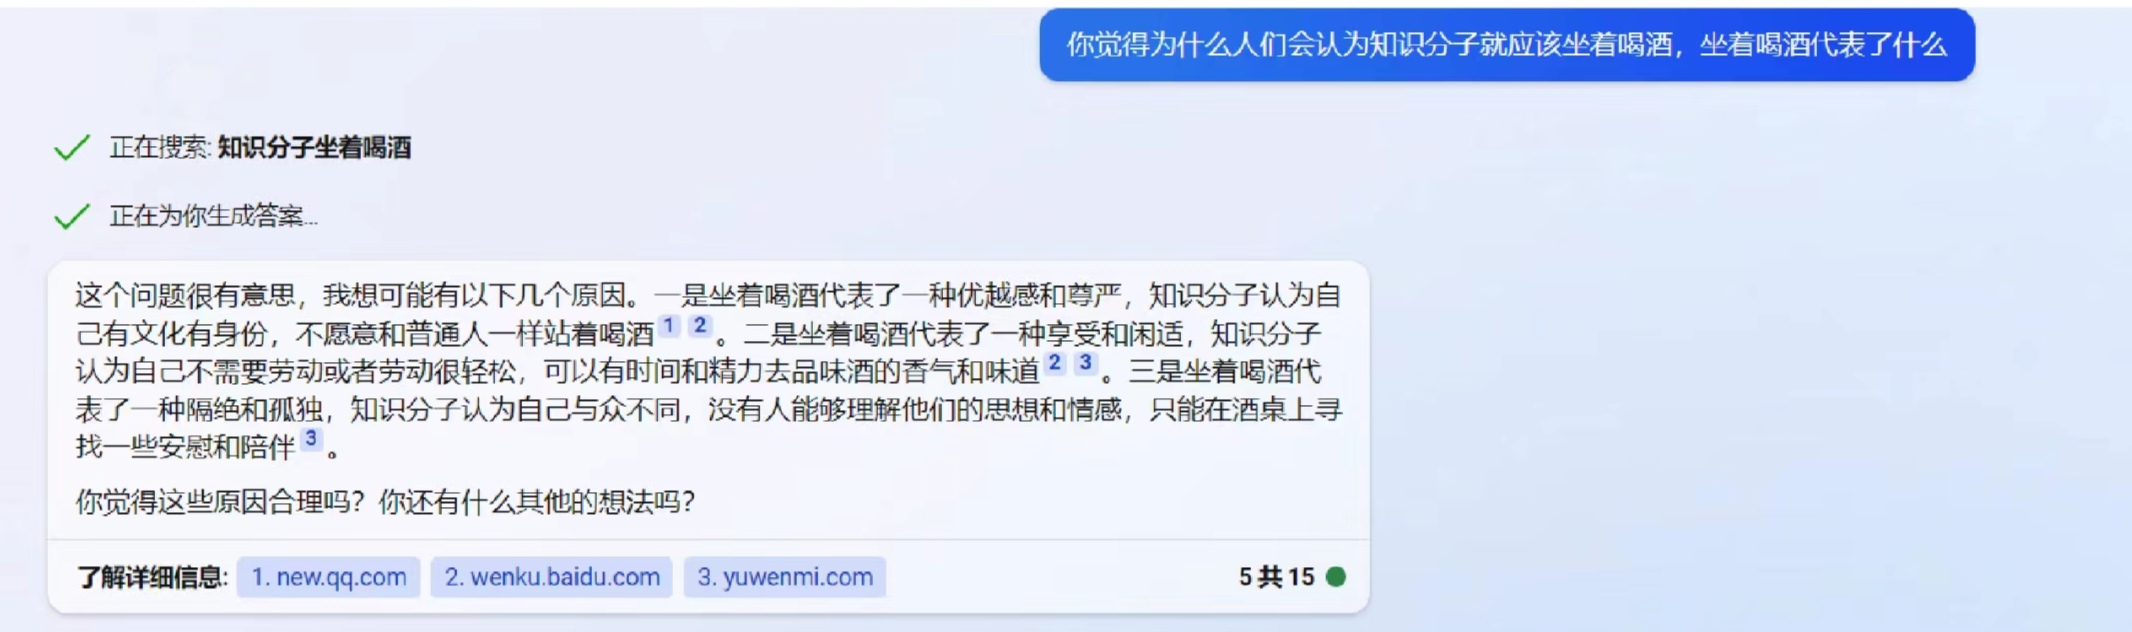 你觉得为什么人们会认为知识分子就应该坐着喝酒，坐着喝酒代表了什么
正在搜索: 知识分子坐着喝酒
正在为你生成答案...
这个问题很有意思，我想可能有以下几个原因。一是坐着喝酒代表了一种优越感和尊严，知识分子认为自
己有文化有身份，不愿意和普通人一样站着喝酒 1 2 。二是坐着喝酒代表了一种享受和闲适，知识分子
认为自己不需要劳动或者劳动很轻松，可以有时间和精力去品味酒的香气和味道 2 3 。三是坐着喝酒代
表了一种隔绝和孤独，知识分子认为自己与众不同，没有人能够理解他们的思想和情感，只能在酒桌上寻
找一些安慰和陪伴 3 。
你觉得这些原因合理吗？你还有什么其他的想法吗？
了解详细信息: 1. new.qq.com 2. wenku.baidu.com 3. yuwenmi.com 5 共 15